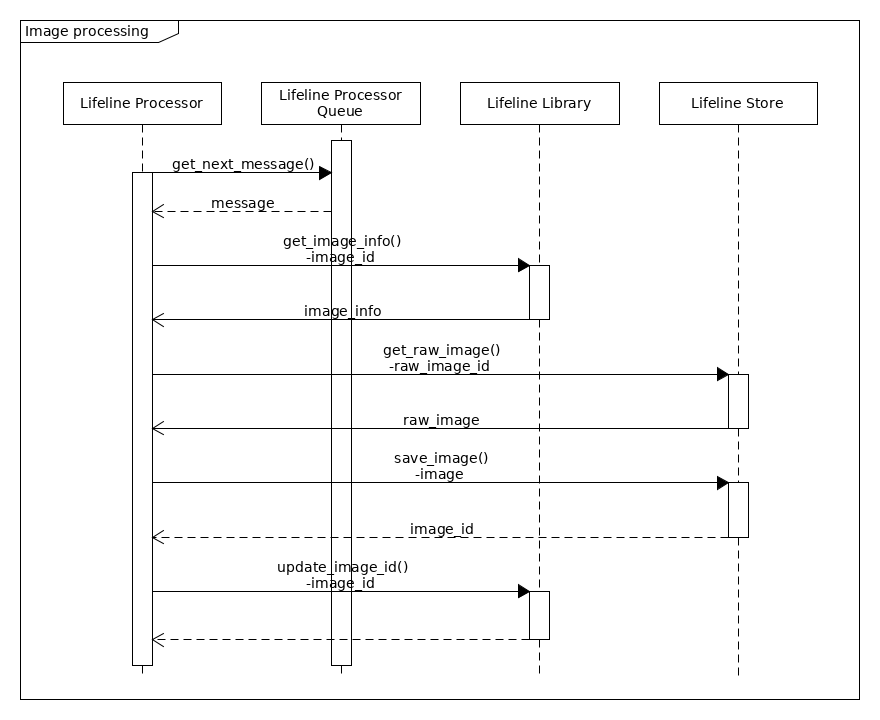 Image processing
Lifeline Processor
Lifeline Processor
Queue
Lifeline Library
Lifeline Store
get_next_message()
message
get_image_info()
-image_id
image_info
get_raw_image()
-raw_image_id
raw_image
save_image()
-image
image_id
update_image_id()
-image_id